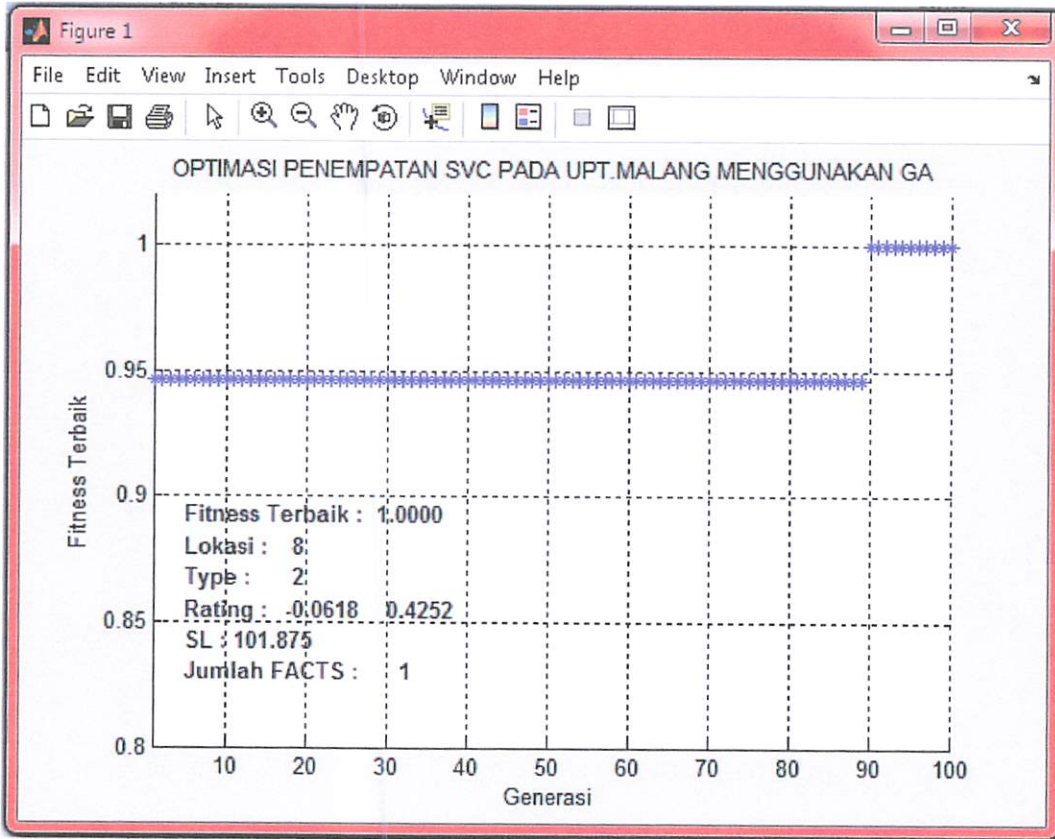 Figure 1
File Edit View Insert Tools Desktop Window Help
OPTIMASI PENEMPATAN SVC PADA UPT.MALANG MENGGUNAKAN GA
1
0.95
0.9
0.85
0.8
Fitness Terbaik
Fitness Terbaik : 1.0000
Lokasi : 8
Type : 2
Rating : -0.0618 0.4252
SL : 101.875
Jumlah FACTS : 1
10 20 30 40 50 60 70 80 90 100
Generasi